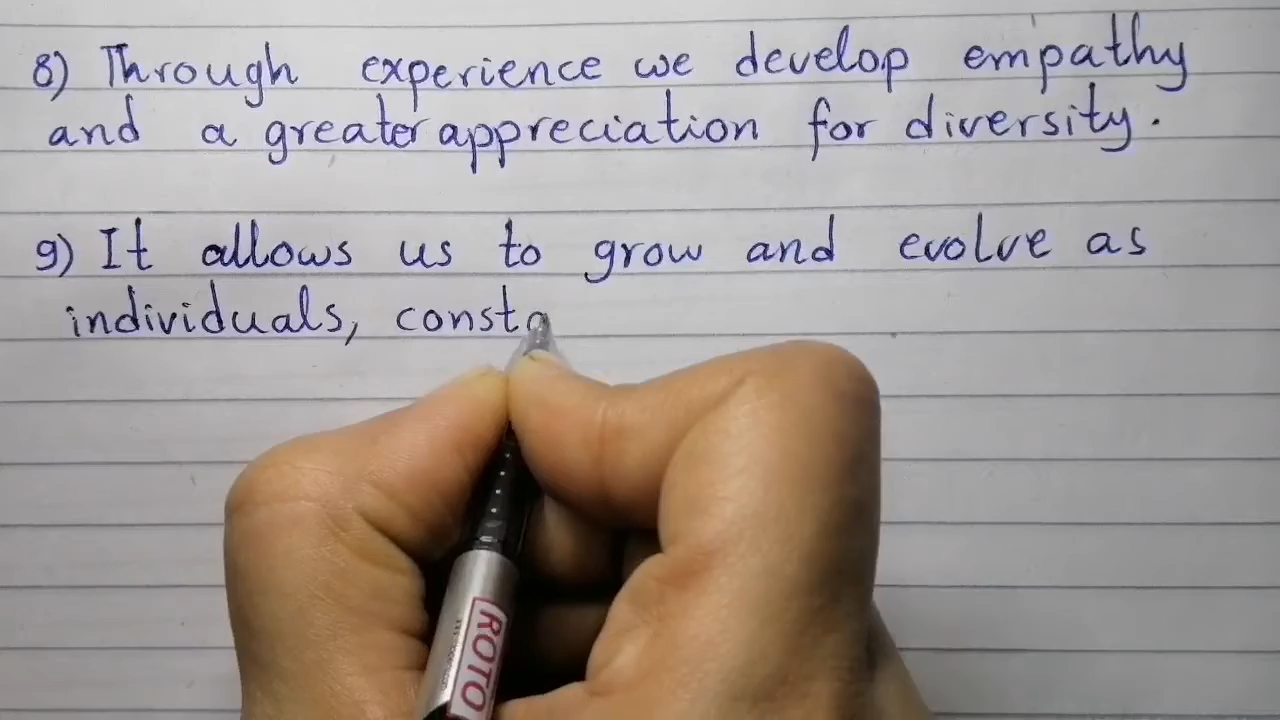 8) Through experience we develop empathy
and a greater appreciation for diversity.
9) It allows us to grow and evolve as
individuals, consta
ROTO